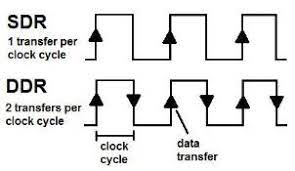 SDR
1 transfer per
clock cycle
DDR
2 transfers per
clock cycle
clock
cycle
data
transfer